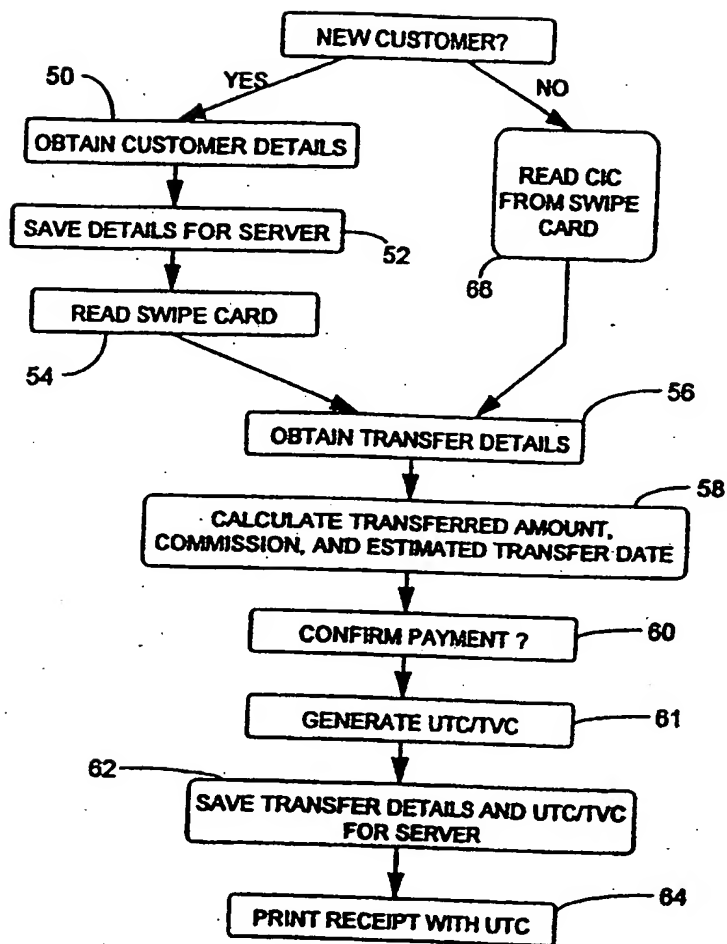 NEW CUSTOMER?
YES
NO
50
OBTAIN CUSTOMER DETAILS
SAVE DETAILS FOR SERVER
52
READ SWIPE CARD
54
READ CIC
FROM SWIPE
CARD
66
56
OBTAIN TRANSFER DETAILS
58
CALCULATE TRANSFERRED AMOUNT,
COMMISSION, AND ESTIMATED TRANSFER DATE
CONFIRM PAYMENT ?
60
GENERATE UTC/TVC
61
62
SAVE TRANSFER DETAILS AND UTC/TVC
FOR SERVER
64
PRINT RECEIPT WITH UTC